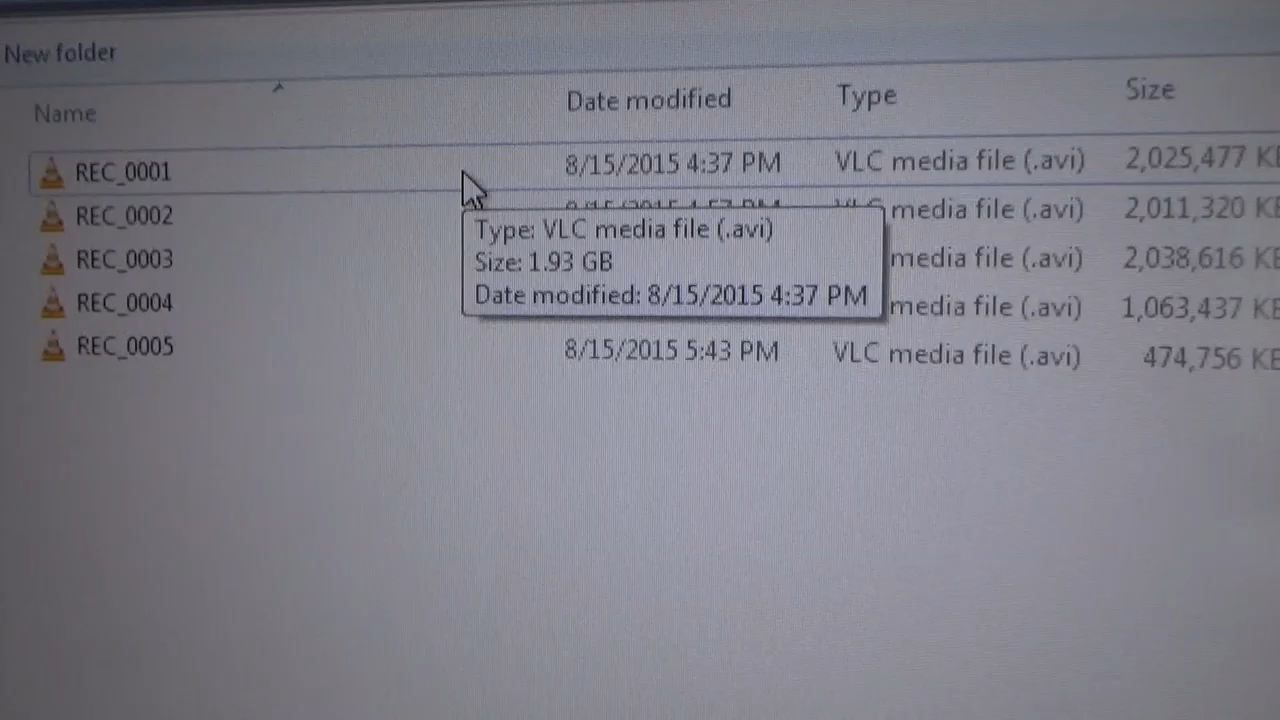 New folder
Name Date modified Type Size
REC_0001 8/15/2015 4:37 PM VLC media file (.avi) 2,025,477 KB
REC_0002 media file (.avi) 2,011,320 KB
Type: VLC media file (.avi)
Size: 1.93 GB
Date modified: 8/15/2015 4:37 PM
REC_0003 media file (.avi) 2,038,616 KB
REC_0004 media file (.avi) 1,063,437 KB
REC_0005 8/15/2015 5:43 PM VLC media file (.avi) 474,756 KB